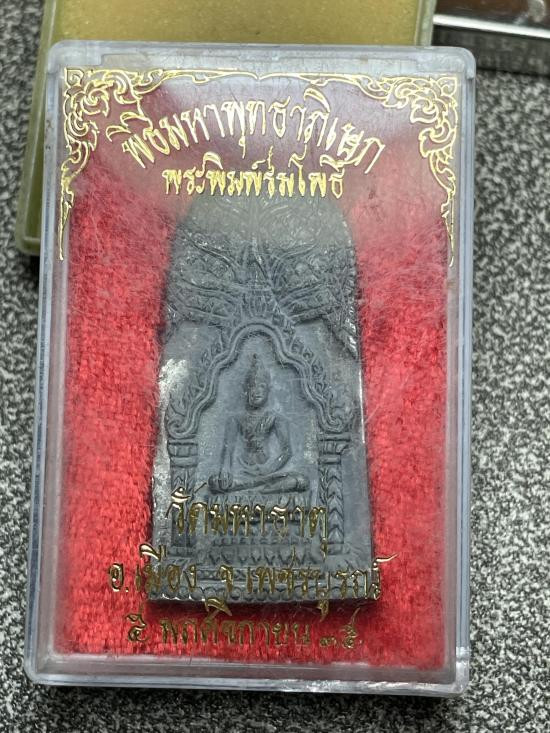 พิธีมหาพุทธาภิเษก
พระพิมพ์ร่มโพธิ์
วัดมหาธาตุ
อ.เมือง จ.เพชรบูรณ์
๕ พฤศจิกายน ๓๕